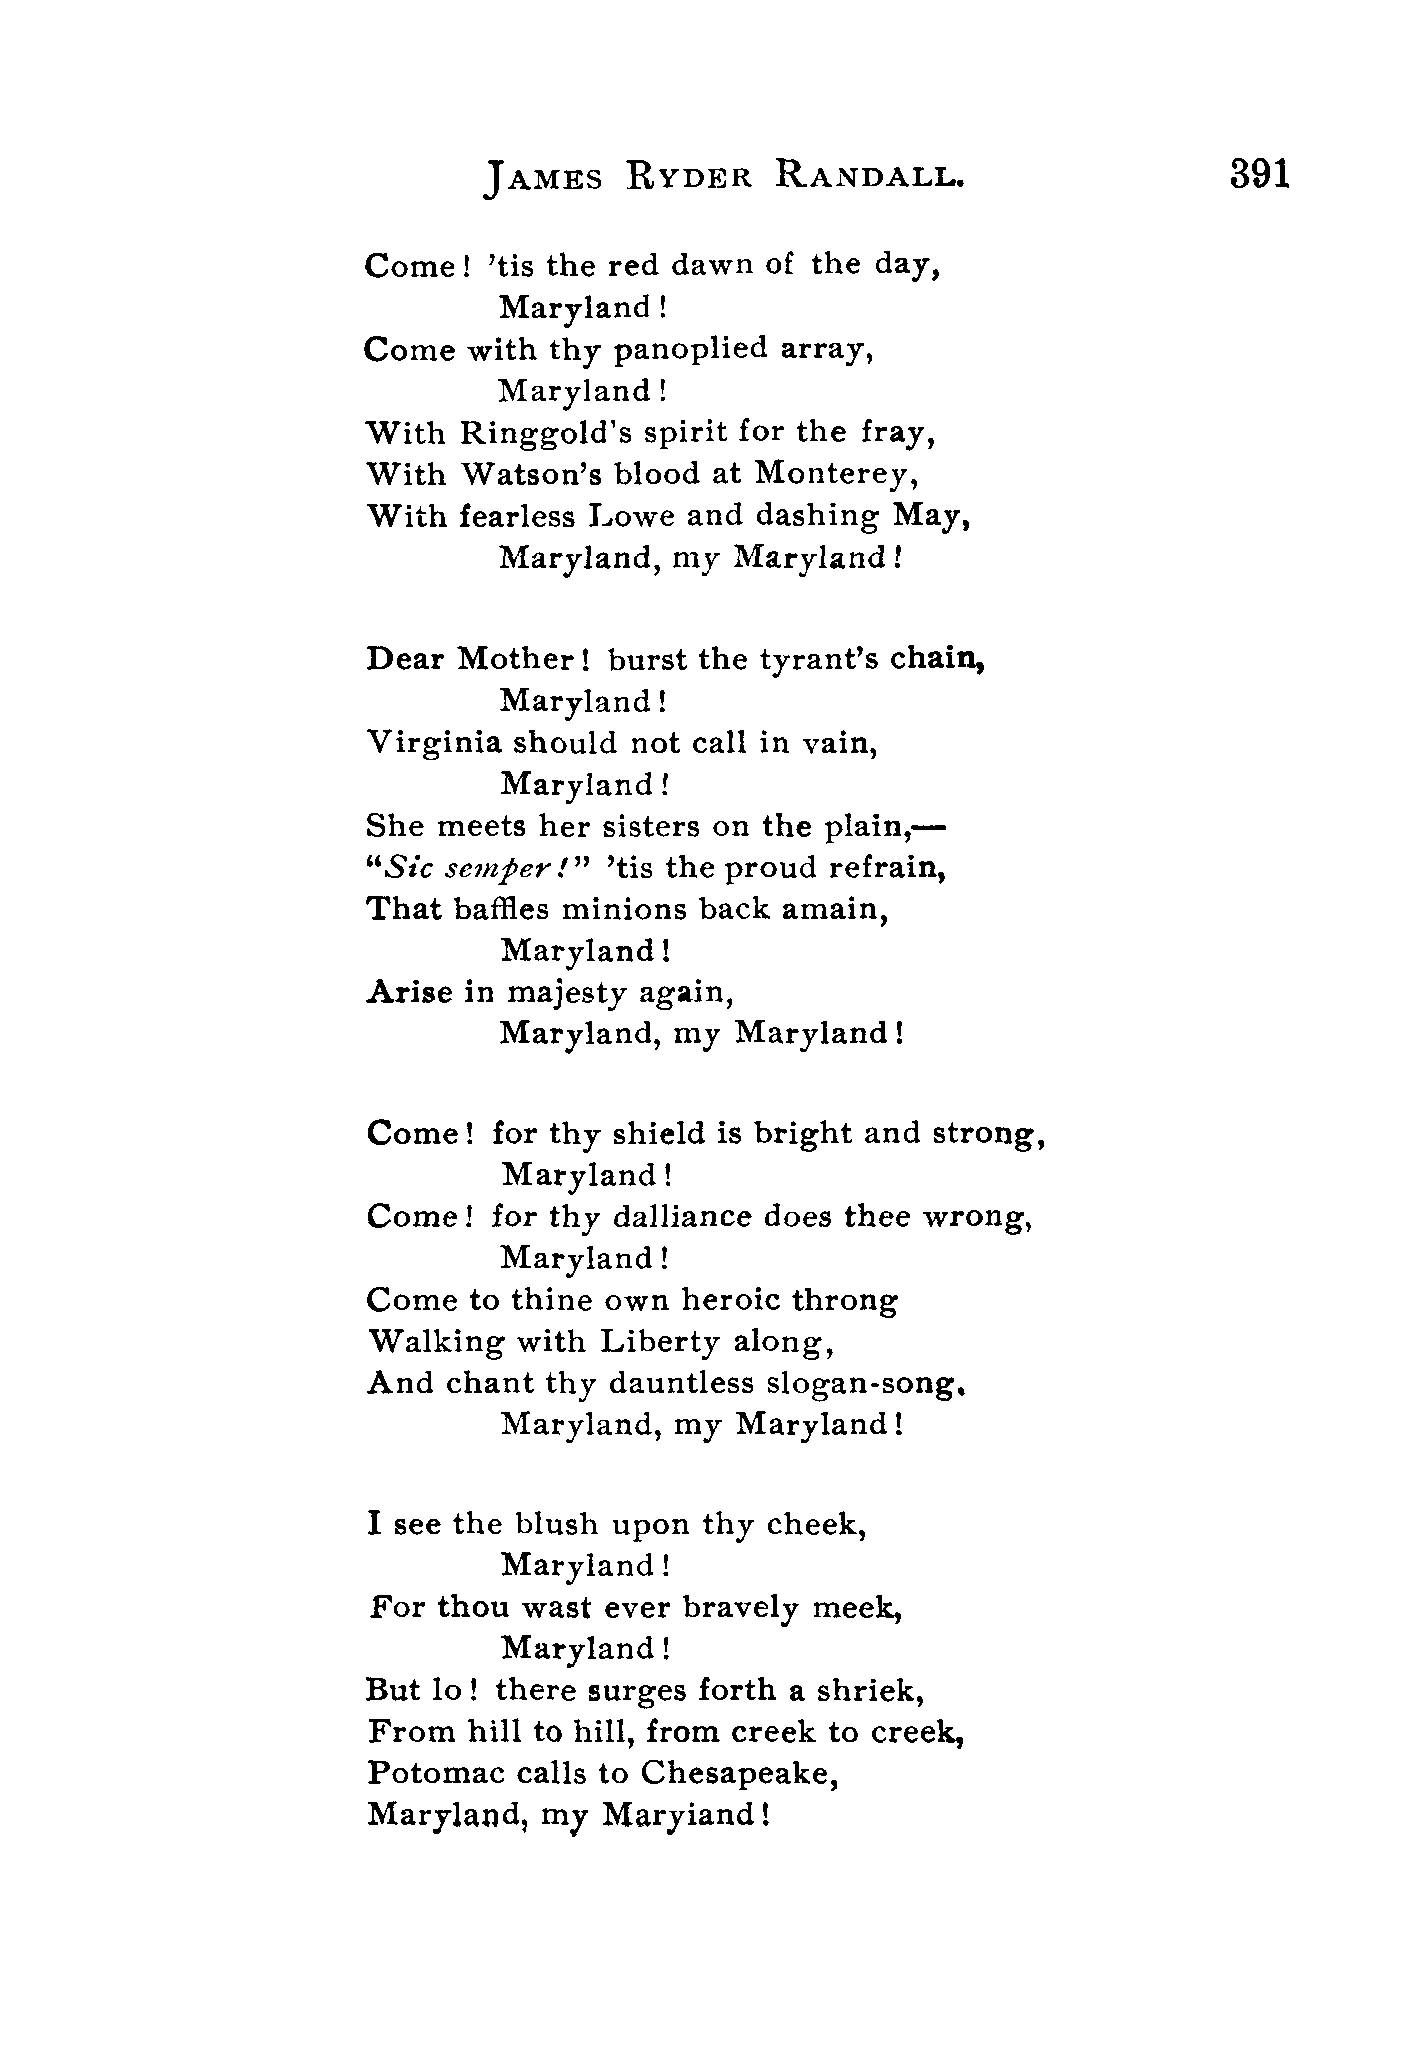 JAMES RYDER RANDALL. 391
Come! 'tis the red dawn of the day,
Maryland!
Come with thy panoplied array,
Maryland!
With Ringgold's spirit for the fray,
With Watson's blood at Monterey,
With fearless Lowe and dashing May,
Maryland, my Maryland!
Dear Mother! burst the tyrant's chain,
Maryland!
Virginia should not call in vain,
Maryland!
She meets her sisters on the plain,—
"Sic semper!" 'tis the proud refrain,
That baffles minions back amain,
Maryland!
Arise in majesty again,
Maryland, my Maryland!
Come! for thy shield is bright and strong,
Maryland!
Come! for thy dalliance does thee wrong,
Maryland!
Come to thine own heroic throng
Walking with Liberty along,
And chant thy dauntless slogan-song,
Maryland, my Maryland!
I see the blush upon thy cheek,
Maryland!
For thou wast ever bravely meek,
Maryland!
But lo! there surges forth a shriek,
From hill to hill, from creek to creek,
Potomac calls to Chesapeake,
Maryland, my Maryiand!